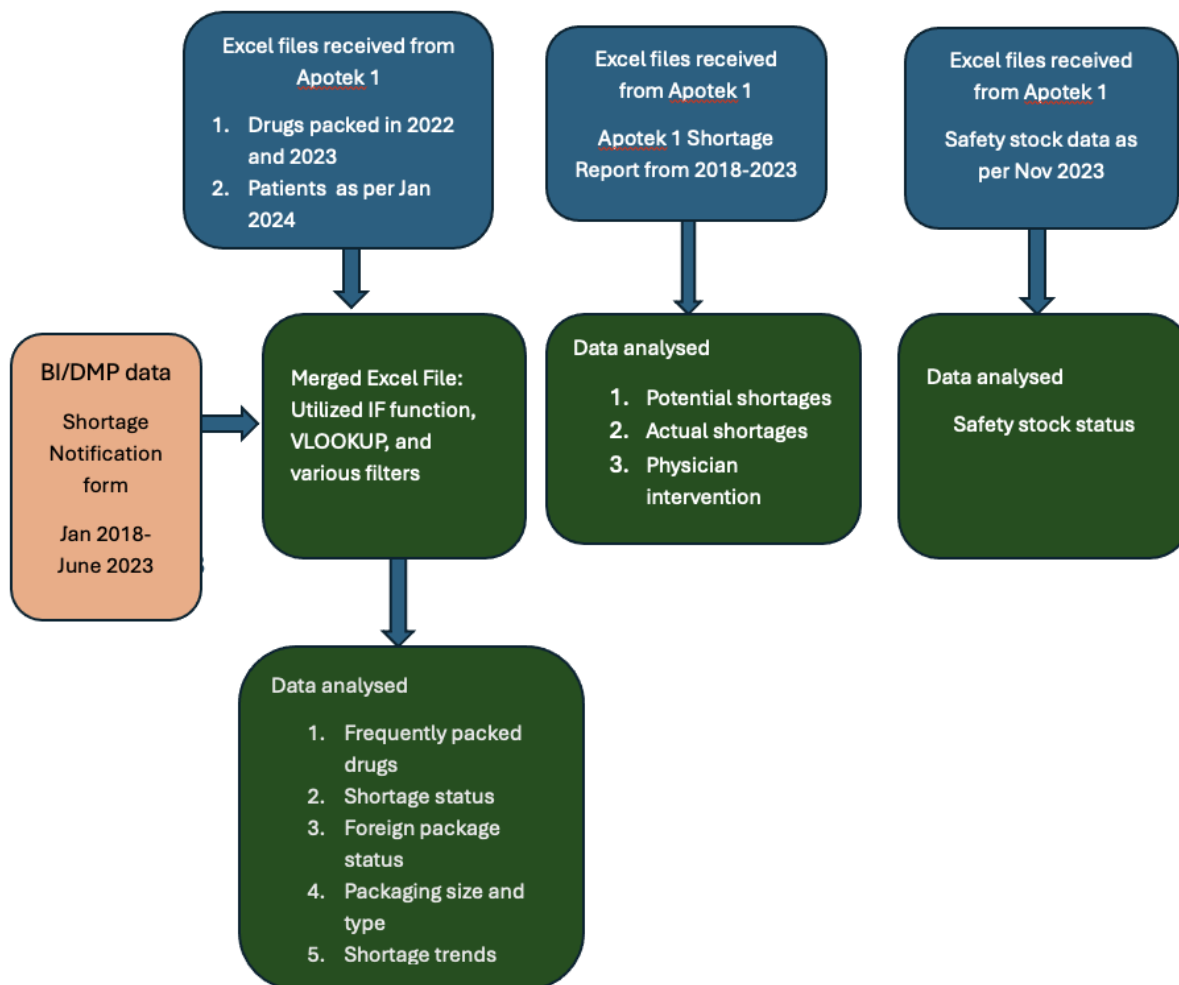 Excel files received from
Apotek 1
1. Drugs packed in 2022
and 2023
2. Patients as per Jan
2024
Excel files received
from Apotek 1
Apotek 1 Shortage
Report from 2018-2023
Excel files received
from Apotek 1
Safety stock data as
per Nov 2023
BI/DMP data
Shortage
Notification
form
Jan 2018-
June 2023
Merged Excel File:
Utilized IF function,
VLOOKUP, and
various filters
Data analysed
1. Potential shortages
2. Actual shortages
3. Physician
intervention
Data analysed
Safety stock status
Data analysed
1. Frequently packed
drugs
2. Shortage status
3. Foreign package
status
4. Packaging size and
type
5. Shortage trends